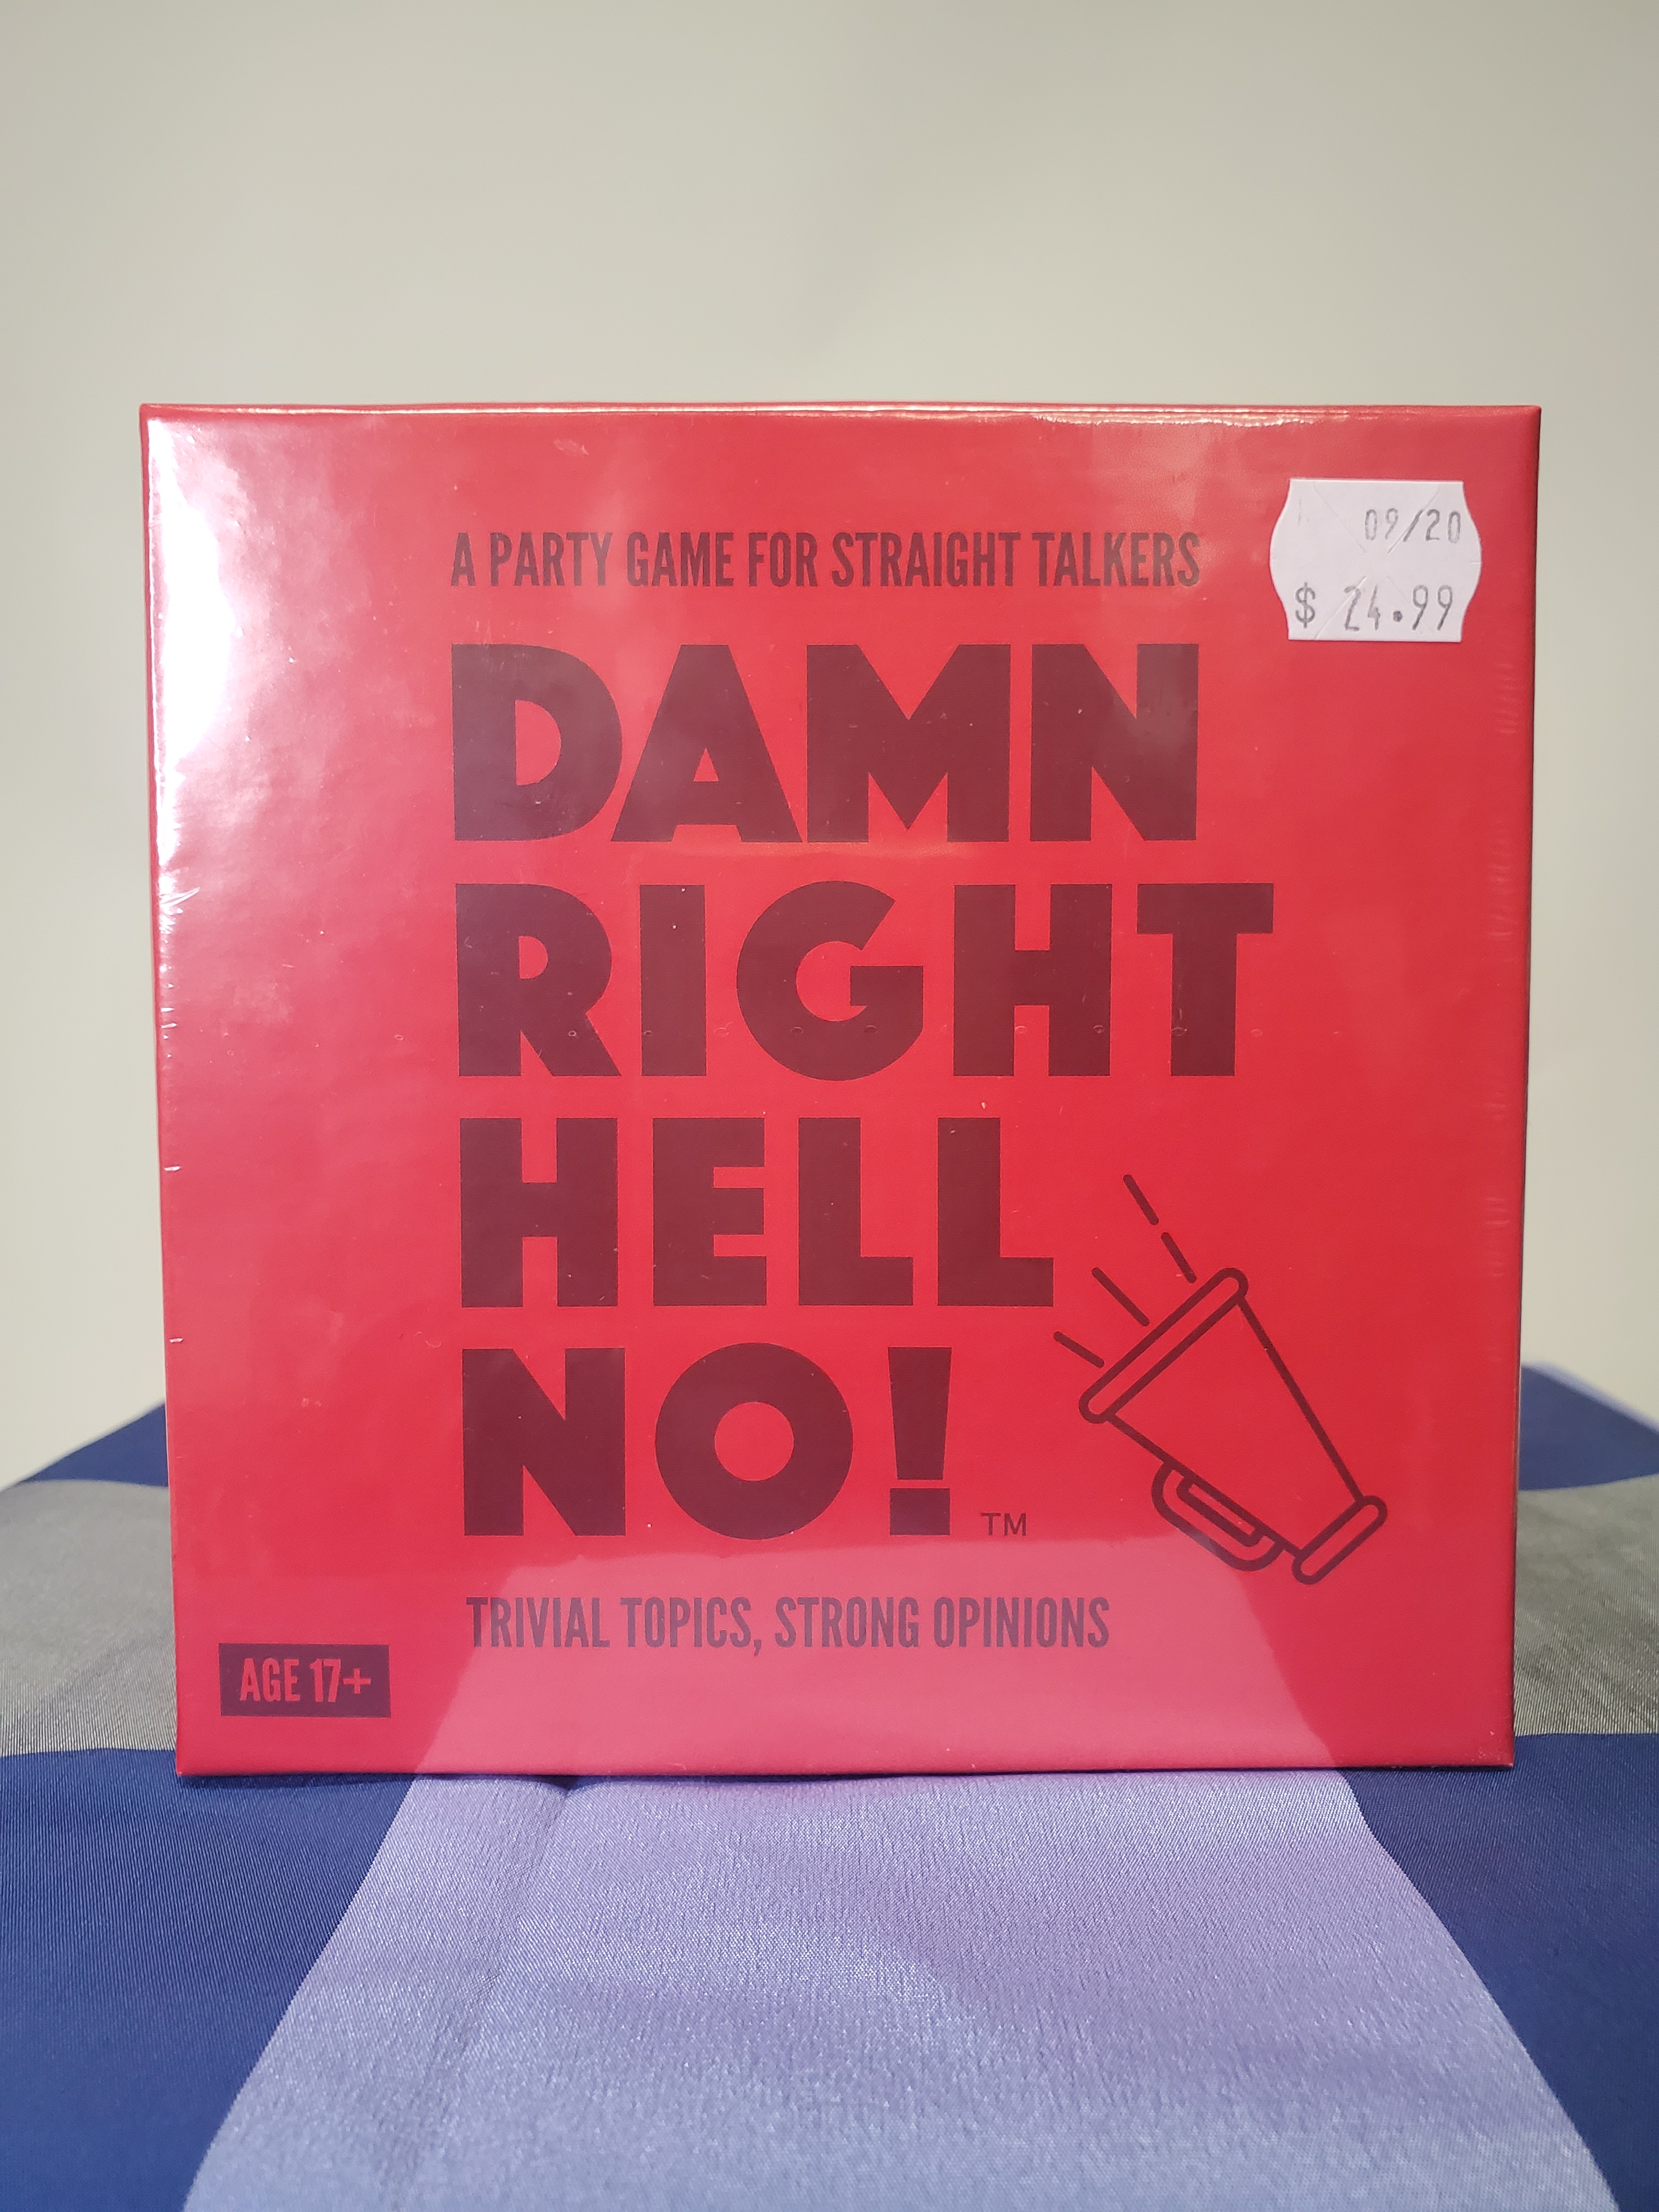 09/20
$ 24.99
A PARTY GAME FOR STRAIGHT TALKERS
DAMN
RIGHT
HELL
NO! TM
TRIVIAL TOPICS, STRONG OPINIONS
AGE 17+